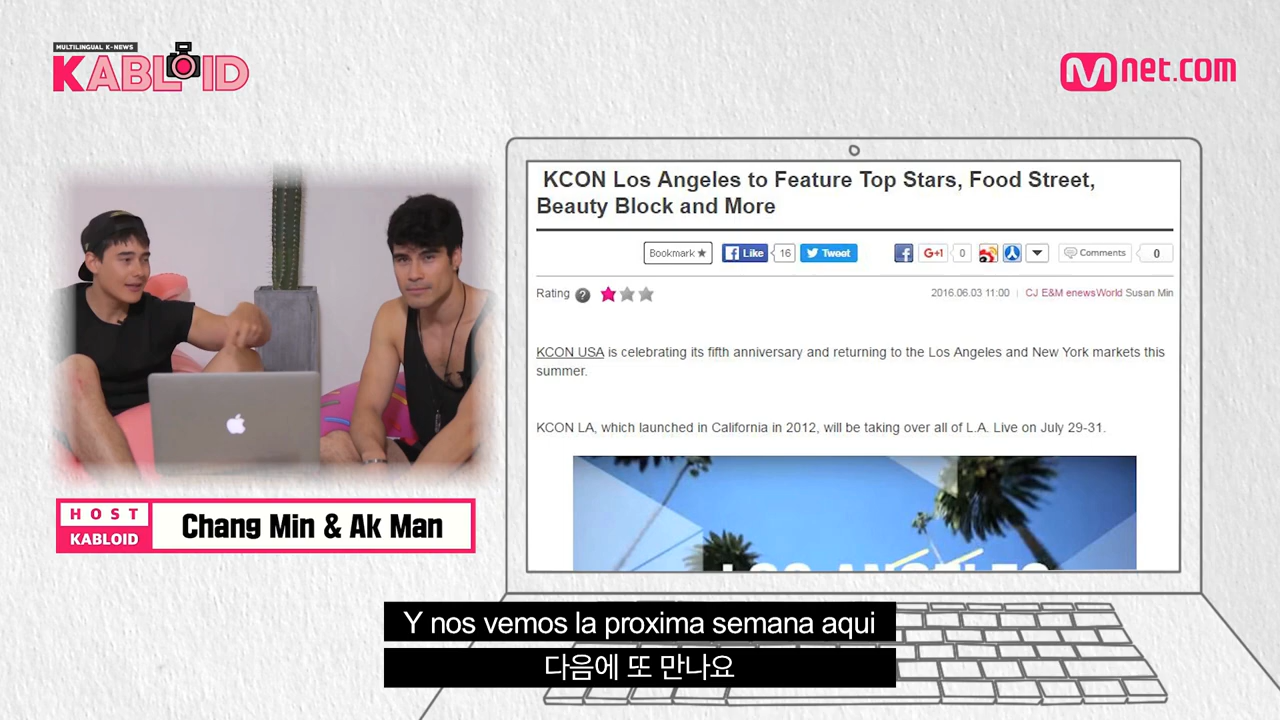 MULTILINGUAL K-NEWS
KABLOID
Mnet.com
KCON Los Angeles to Feature Top Stars, Food Street,
Beauty Block and More
Bookmark ★ Like 16 Tweet G+1 0 Comments 0
Rating ? 2016.06.03 11:00 | CJ E&M enewsWorld Susan Min
KCON USA is celebrating its fifth anniversary and returning to the Los Angeles and New York markets this
summer.
KCON LA, which launched in California in 2012, will be taking over all of L.A. Live on July 29-31.
LOS ANGELES
HOST
KABLOID
Chang Min & Ak Man
Y nos vemos la proxima semana aqui
다음에 또 만나요